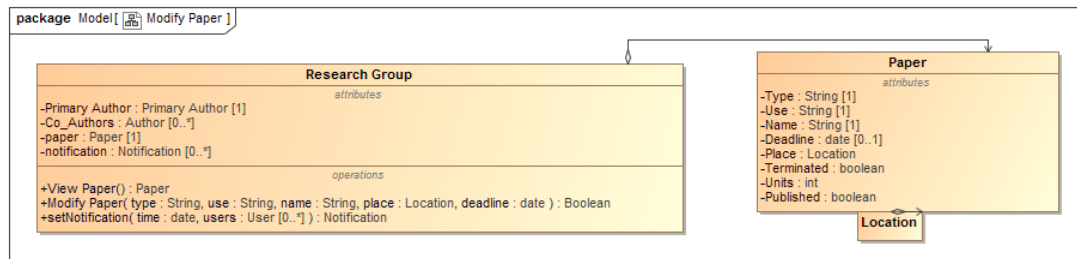 package Model[ Modify Paper ]
Research Group
attributes
-Primary Author : Primary Author [1]
-Co_Authors : Author [0..*]
-paper : Paper [1]
-notification : Notification [0..*]
operations
+View Paper() : Paper
+Modify Paper( type : String, use : String, name : String, place : Location, deadline : date ) : Boolean
+setNotification( time : date, users : User [0..*] ) : Notification
Paper
attributes
-Type : String [1]
-Use : String [1]
-Name : String [1]
-Deadline : date [0..1]
-Place : Location
-Terminated : boolean
-Units : int
-Published : boolean
Location